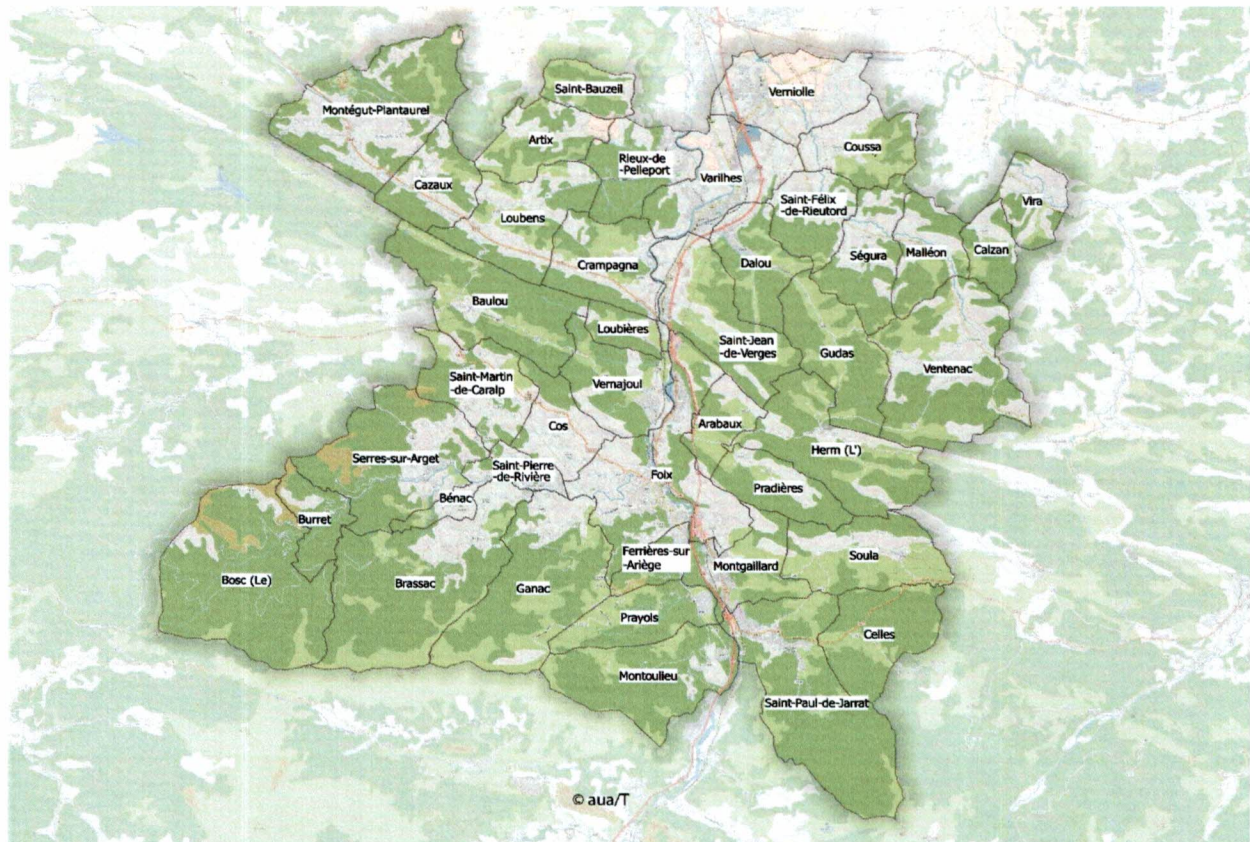 Saint-Bauzeil
Verniolle
Montégut-Plantaurel
Artix
Coussa
Rieux-de
-Pelleport
Varilhes
Cazaux
Saint-Félix
-de-Rieutord
Vira
Loubens
Ségura
Malléon
Calzan
Crampagna
Dalou
Baulou
Loubières
Saint-Jean
-de-Verges
Gudas
Ventenac
Saint-Martin
-de-Caralp
Vernajoul
Cos
Arabaux
Herm (L')
Serres-sur-Arget
Saint-Pierre
-de-Rivière
Foix
Pradières
Bénac
Burret
Ferrières-sur
-Ariège
Montgaillard
Soula
Bosc (Le)
Brassac
Ganac
Prayols
Celles
Montoulieu
Saint-Paul-de-Jarrat
© aua/T